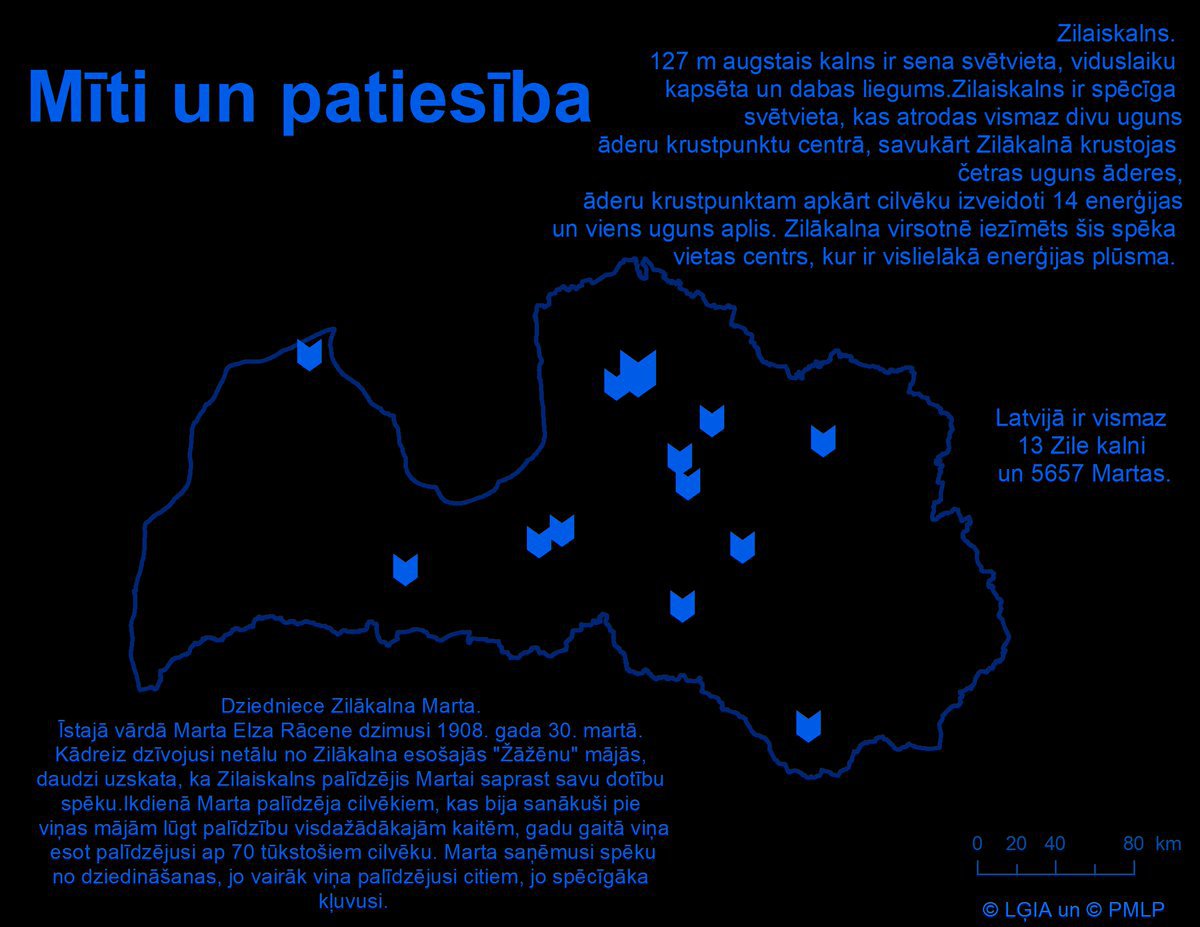 Mīti un patiesība
Zilaiskalns.
127 m augstais kalns ir sena svētvieta, viduslaiku
kapsēta un dabas liegums.Zilaiskalns ir spēcīga
svētvieta, kas atrodas vismaz divu uguns
āderu krustpunktu centrā, savukārt Zilākalnā krustojas
četras uguns āderes,
āderu krustpunktam apkārt cilvēku izveidoti 14 enerģijas
un viens uguns aplis. Zilākalna virsotnē iezīmēts šis spēka
vietas centrs, kur ir vislielākā enerģijas plūsma.
Latvijā ir vismaz
13 Zile kalni
un 5657 Martas.
Dziedniece Zilākalna Marta.
Īstajā vārdā Marta Elza Rācene dzimusi 1908. gada 30. martā.
Kādreiz dzīvojusi netālu no Zilākalna esošajās "Žāžēnu" mājās,
daudzi uzskata, ka Zilaiskalns palīdzējis Martai saprast savu dotību
spēku.Ikdienā Marta palīdzēja cilvēkiem, kas bija sanākuši pie
viņas mājām lūgt palīdzību visdažādākajām kaitēm, gadu gaitā viņa
esot palīdzējusi ap 70 tūkstošiem cilvēku. Marta saņēmusi spēku
no dziedināšanas, jo vairāk viņa palīdzējusi citiem, jo spēcīgāka
kļuvusi.
0 20 40 80 km
© LĢIA un © PMLP